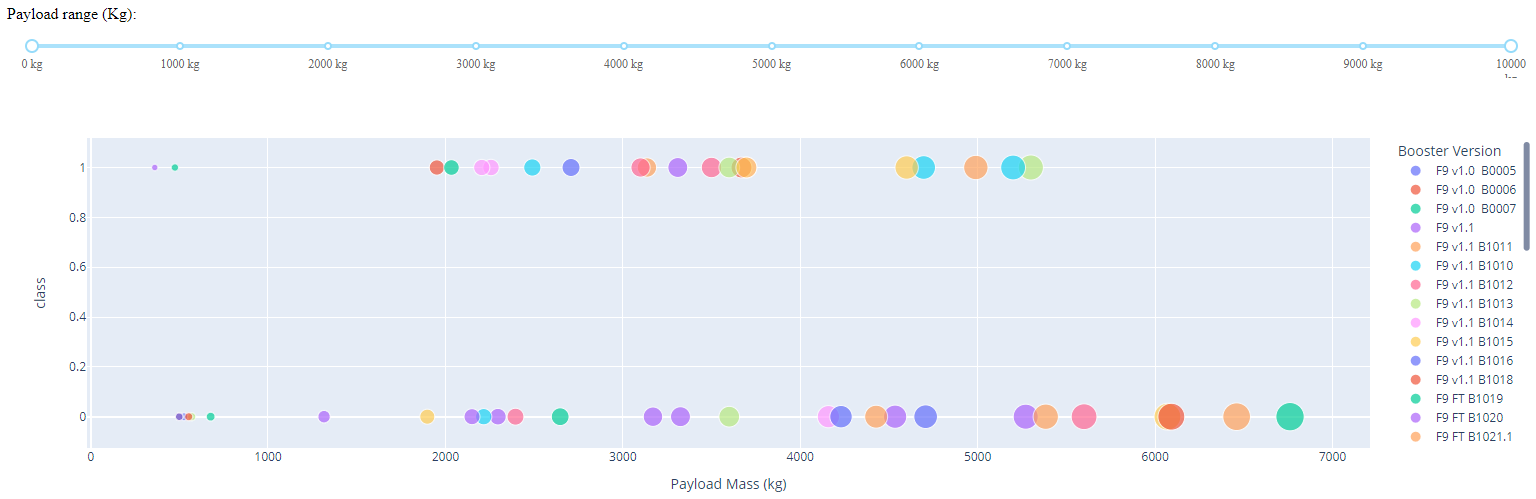 Payload range (Kg):
0 kg 1000 kg 2000 kg 3000 kg 4000 kg 5000 kg 6000 kg 7000 kg 8000 kg 9000 kg 10000
class
1
0.8
0.6
0.4
0.2
0
0 1000 2000 3000 4000 5000 6000 7000
Payload Mass (kg)
Booster Version
F9 v1.0 B0005
F9 v1.0 B0006
F9 v1.0 B0007
F9 v1.1
F9 v1.1 B1011
F9 v1.1 B1010
F9 v1.1 B1012
F9 v1.1 B1013
F9 v1.1 B1014
F9 v1.1 B1015
F9 v1.1 B1016
F9 v1.1 B1018
F9 FT B1019
F9 FT B1020
F9 FT B1021.1